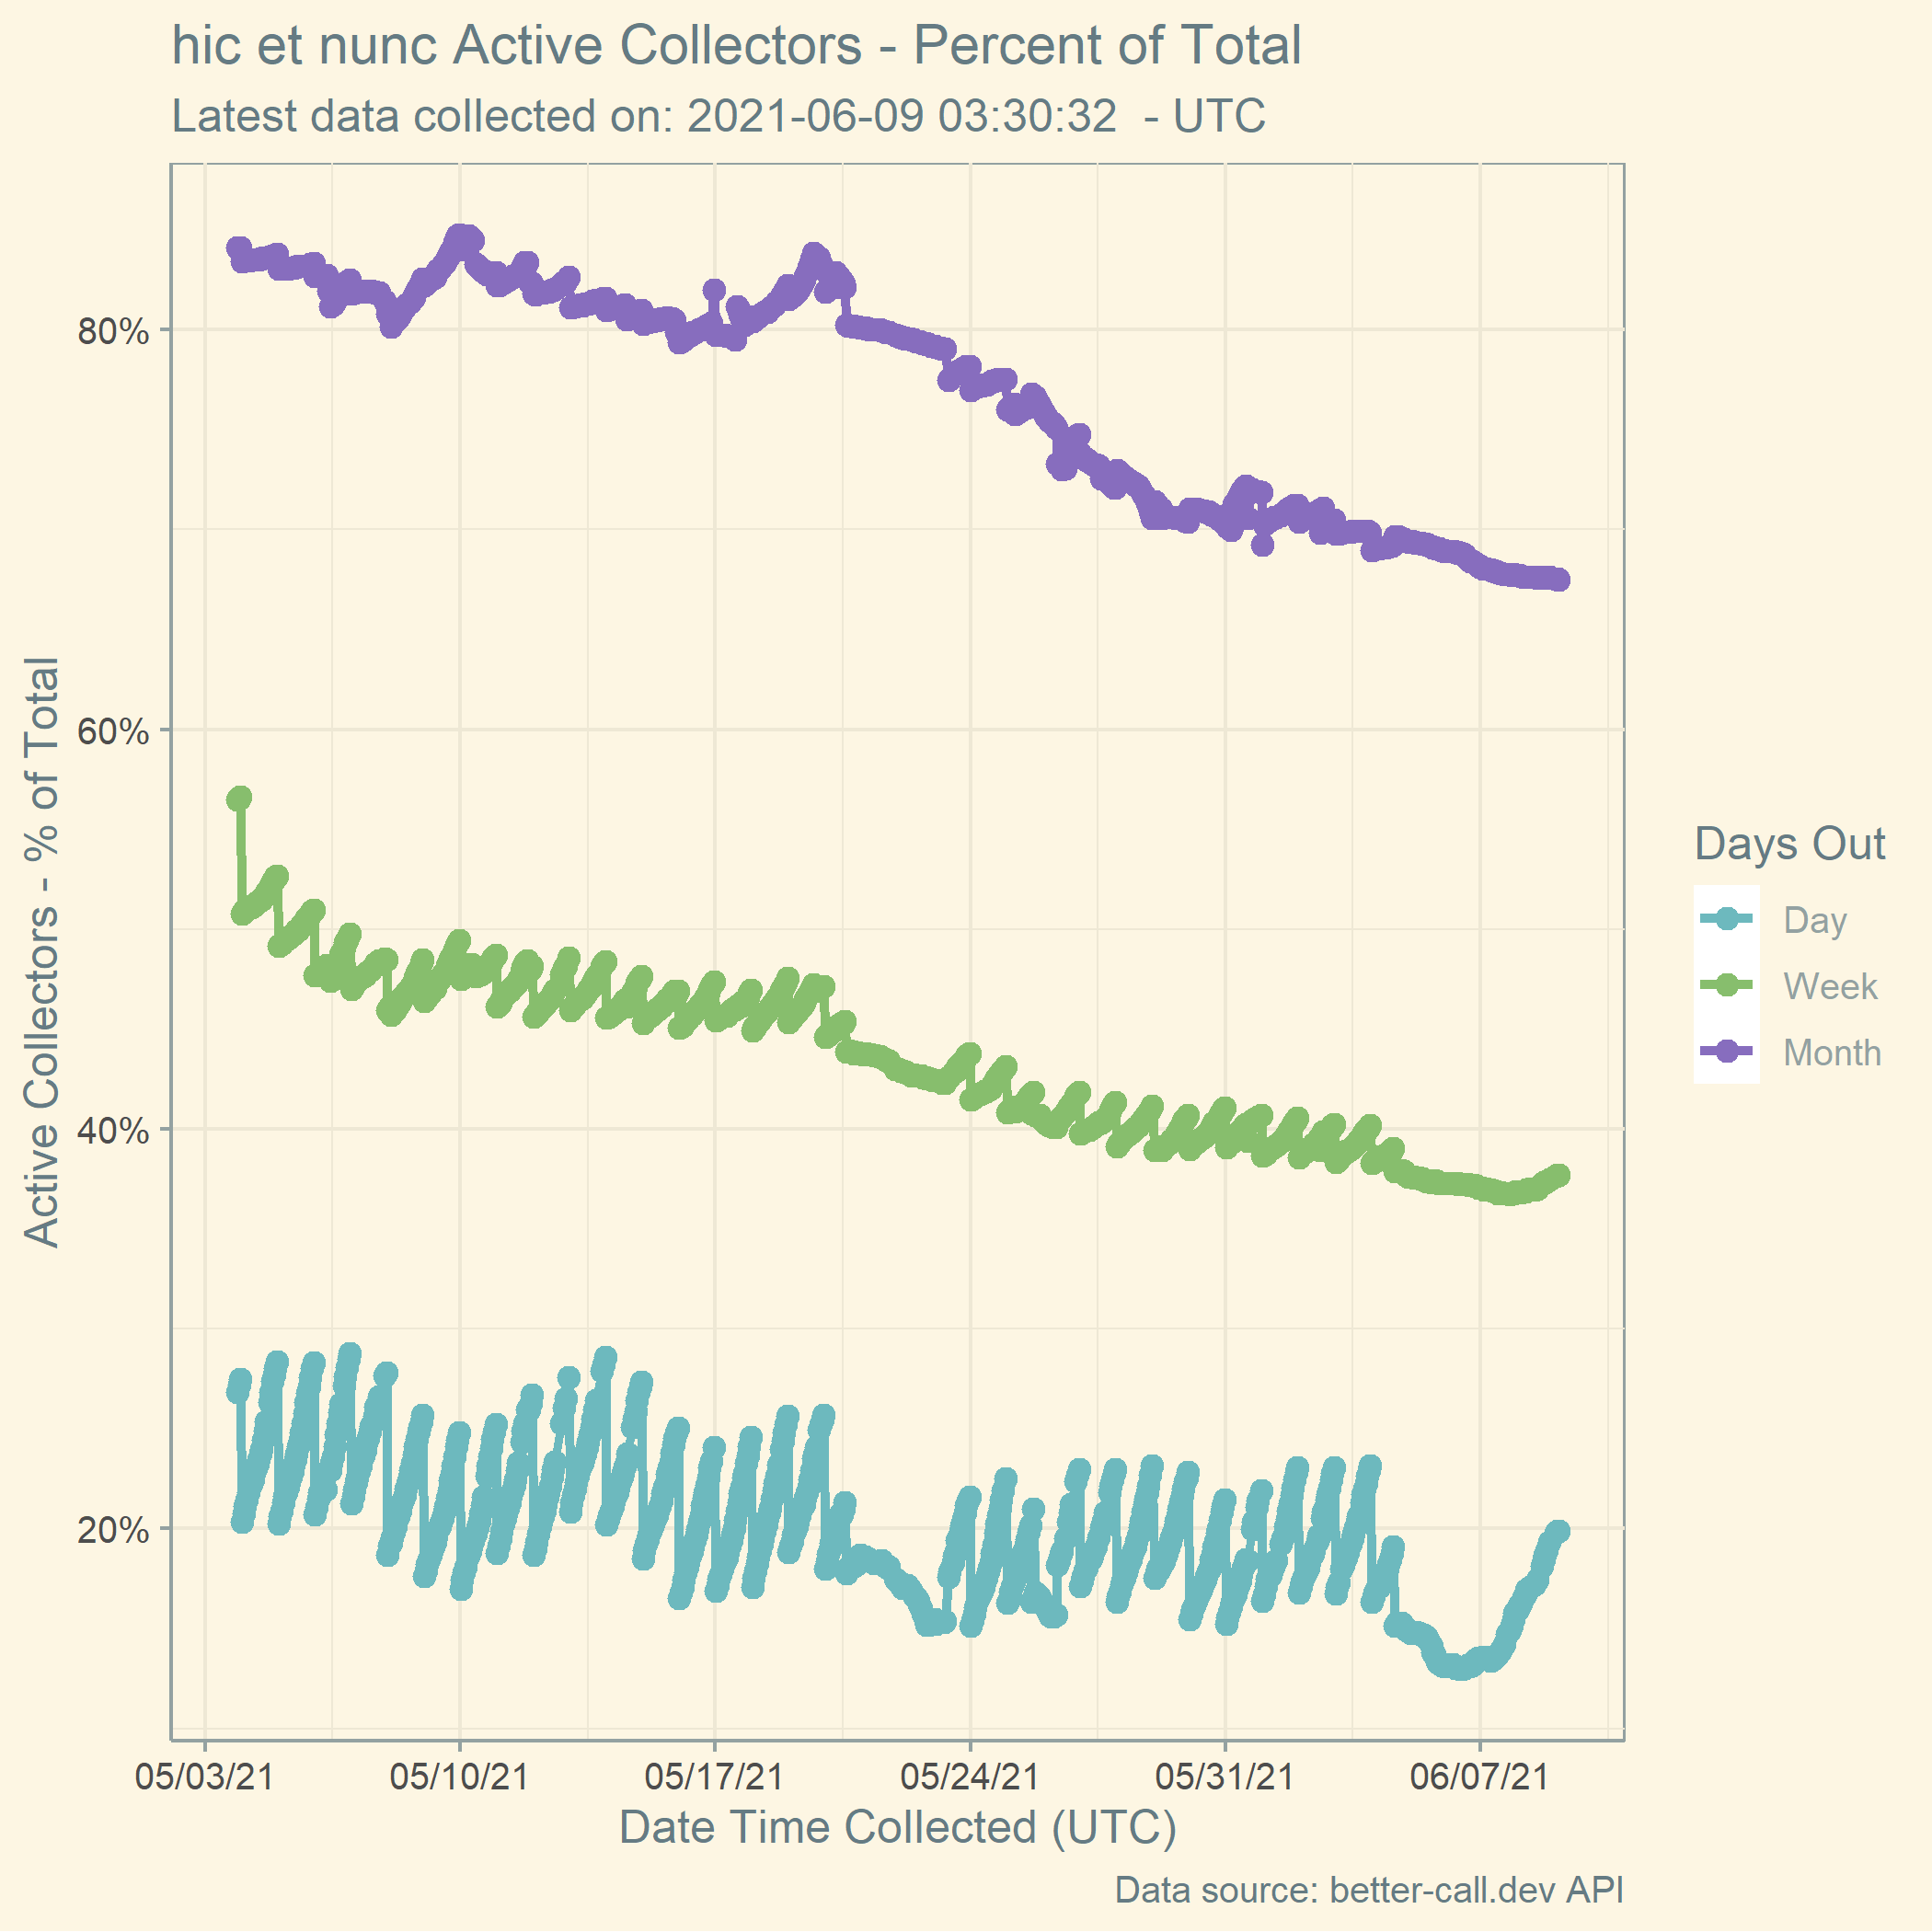 hic et nunc Active Collectors - Percent of Total
Latest data collected on: 2021-06-09 03:30:32  - UTC
Active Collectors - % of Total
80%
60%
40%
20%
05/03/21
05/10/21
05/17/21
05/24/21
05/31/21
06/07/21
Date Time Collected (UTC)
Days Out
Day
Week
Month
Data source: better-call.dev API